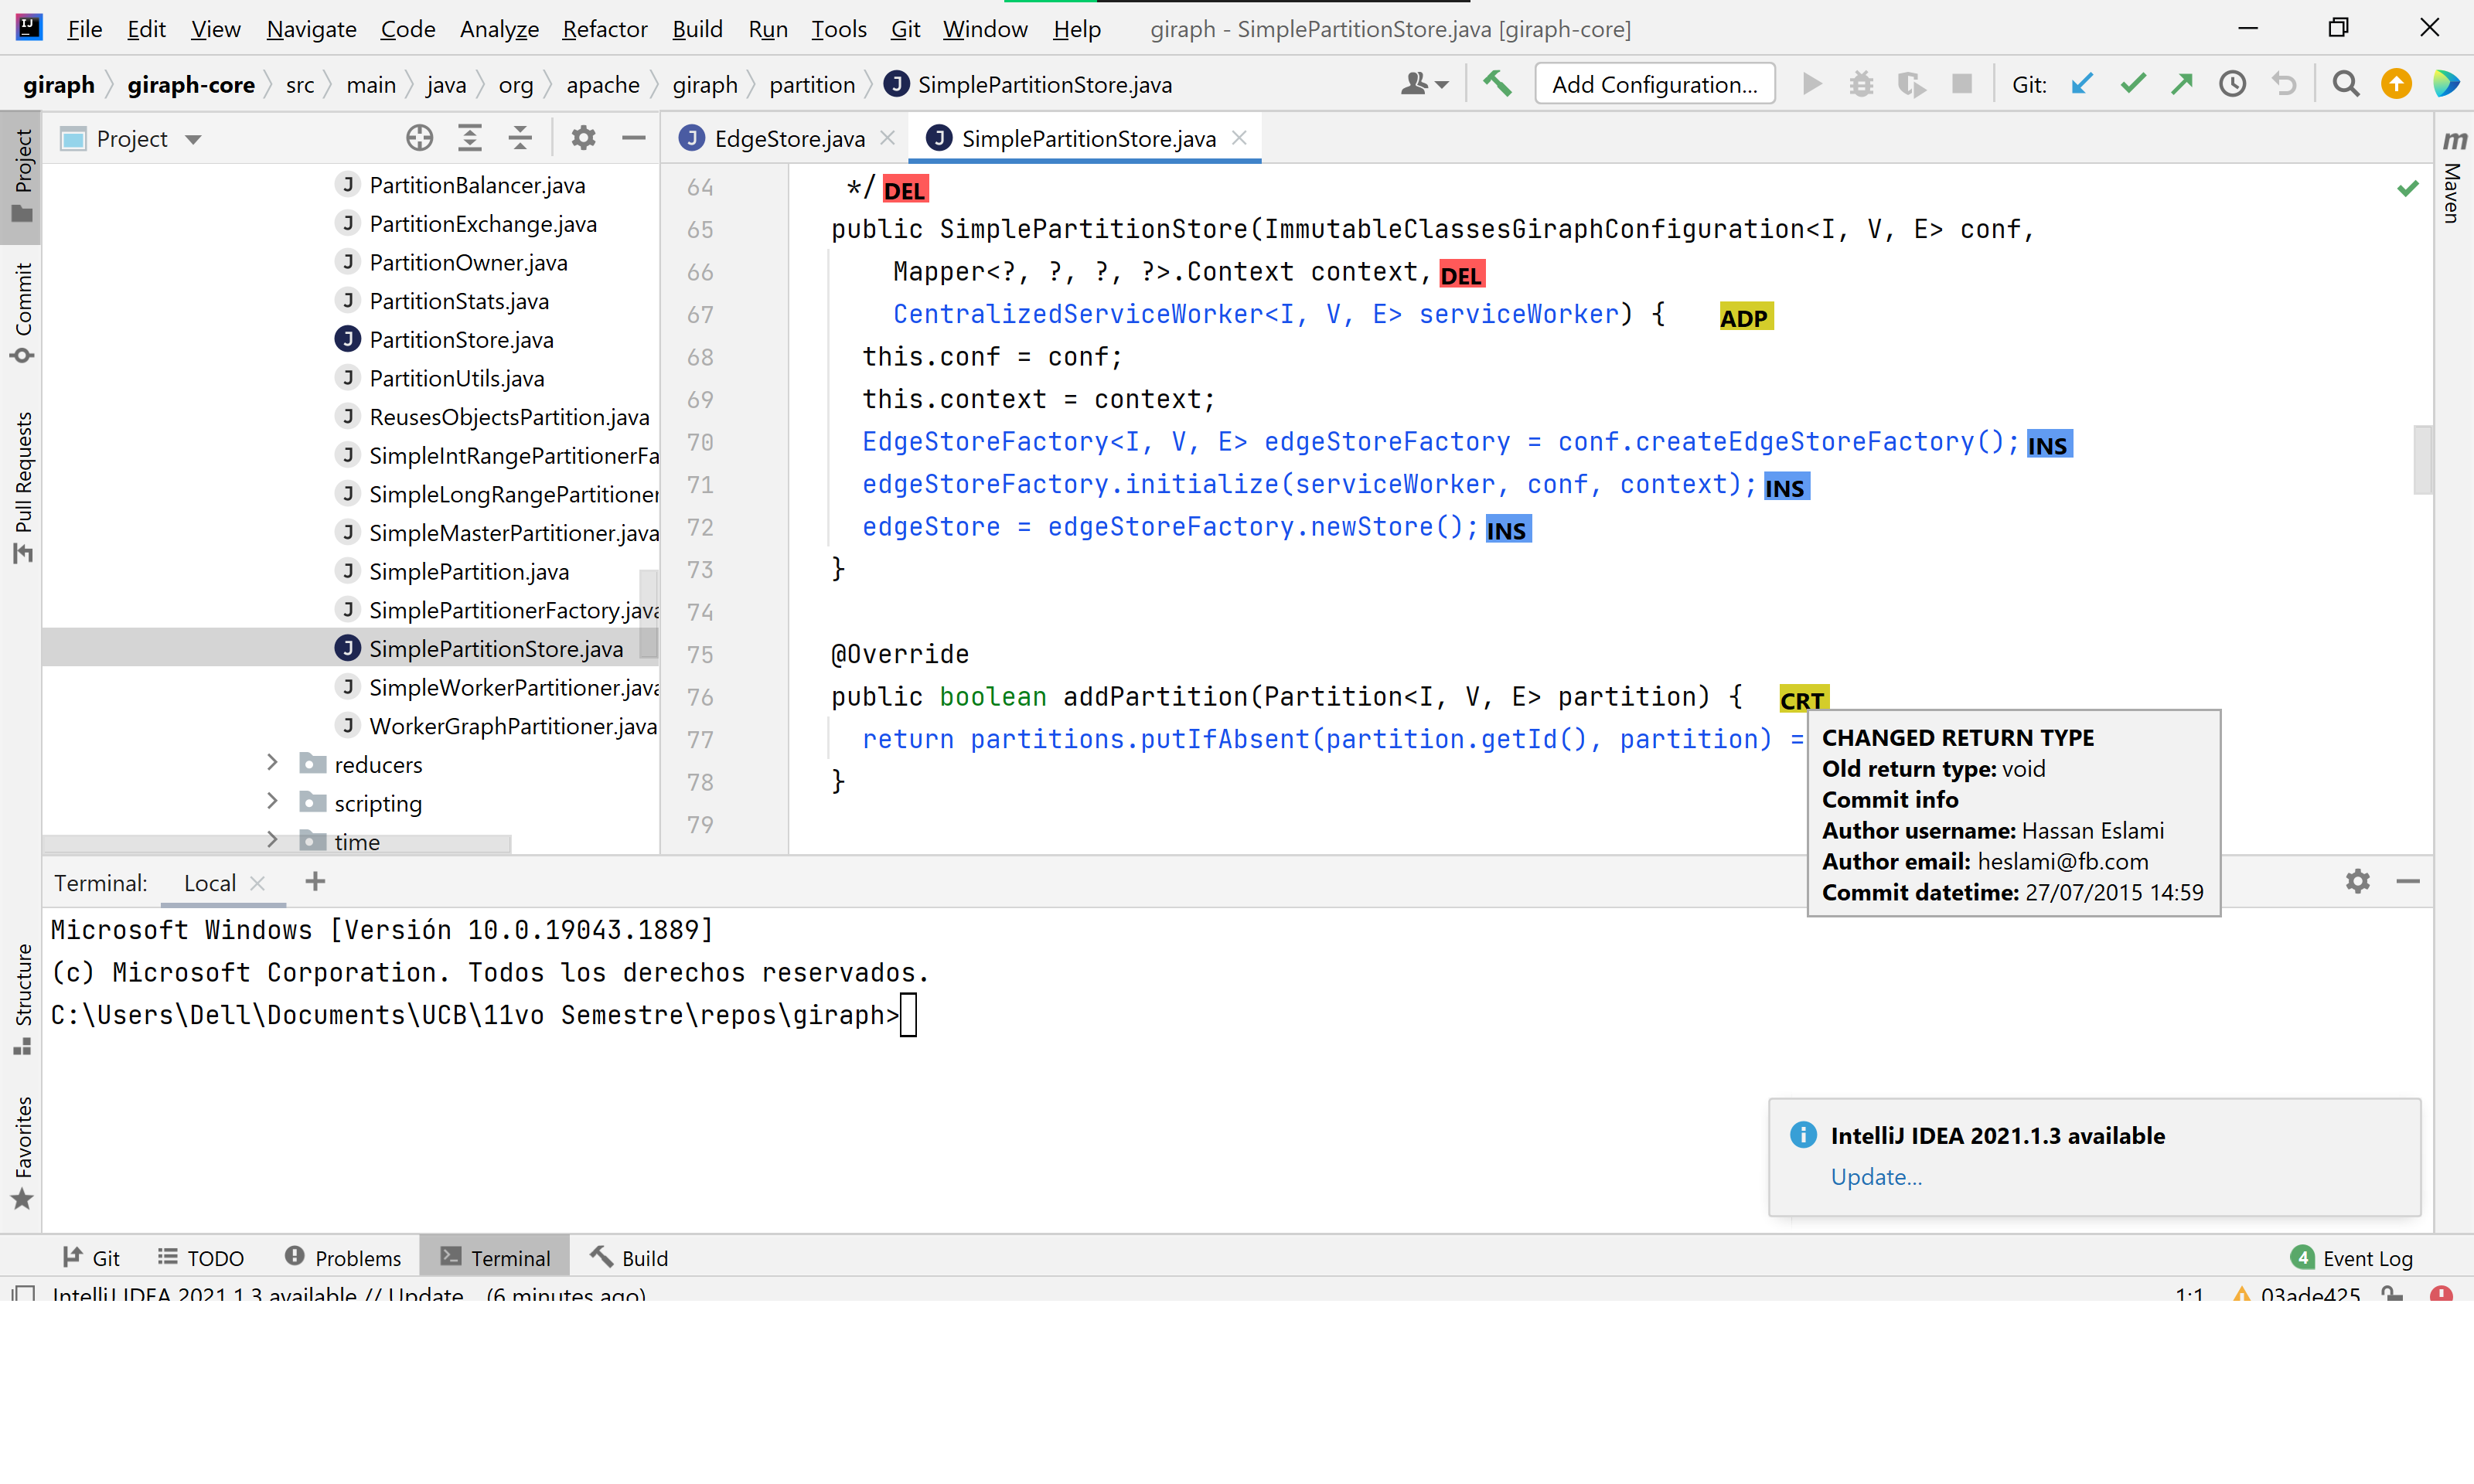 File Edit View Navigate Code Analyze Refactor Build Run Tools Git Window Help giraph - SimplePartitionStore.java [giraph-core]
giraph giraph-core src main java org apache giraph partition SimplePartitionStore.java Add Configuration... Git:
Project
EdgeStore.java SimplePartitionStore.java
Project
Commit
Pull Requests
Structure
Favorites
PartitionBalancer.java
PartitionExchange.java
PartitionOwner.java
PartitionStats.java
PartitionStore.java
PartitionUtils.java
ReusesObjectsPartition.java
SimpleIntRangePartitionerFa
SimpleLongRangePartitioner
SimpleMasterPartitioner.java
SimplePartition.java
SimplePartitionerFactory.java
SimplePartitionStore.java
SimpleWorkerPartitioner.java
WorkerGraphPartitioner.java
reducers
scripting
time
64 */ DEL
65 public SimplePartitionStore(ImmutableClassesGiraphConfiguration<I, V, E> conf,
66 Mapper<?, ?, ?, ?>.Context context, DEL
67 CentralizedServiceWorker<I, V, E> serviceWorker) { ADP
68 this.conf = conf;
69 this.context = context;
70 EdgeStoreFactory<I, V, E> edgeStoreFactory = conf.createEdgeStoreFactory(); INS
71 edgeStoreFactory.initialize(serviceWorker, conf, context); INS
72 edgeStore = edgeStoreFactory.newStore(); INS
73 }
74
75 @Override
76 public boolean addPartition(Partition<I, V, E> partition) { CRT
77 return partitions.putIfAbsent(partition.getId(), partition) =
78 }
79
CHANGED RETURN TYPE
Old return type: void
Commit info
Author username: Hassan Eslami
Author email: heslami@fb.com
Commit datetime: 27/07/2015 14:59
m Maven
Terminal: Local
Microsoft Windows [Versión 10.0.19043.1889]
(c) Microsoft Corporation. Todos los derechos reservados.
C:\Users\Dell\Documents\UCB\11vo Semestre\repos\giraph>
IntelliJ IDEA 2021.1.3 available
Update...
Git TODO Problems Terminal Build 4 Event Log
IntelliJ IDEA 2021.1.3 available // Update... (6 minutes ago) 1:1 03ade425